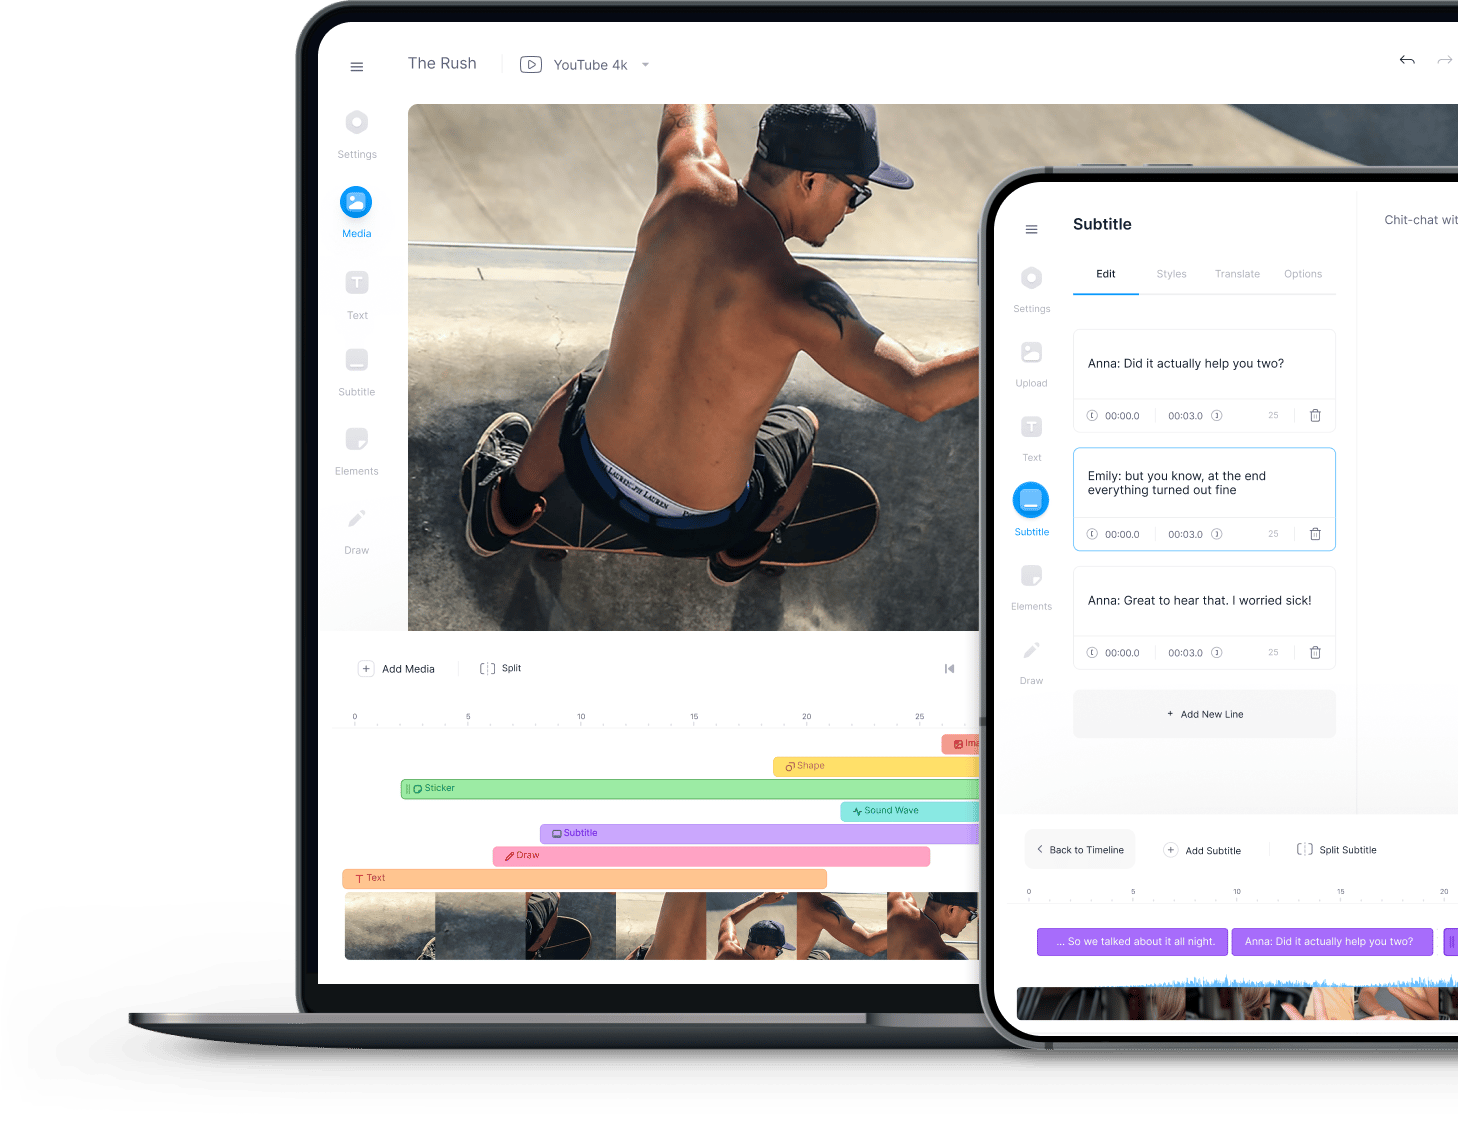 The Rush
YouTube 4k
Settings
Media
Text
Subtitle
Elements
Draw
Add Media
Split
0 5 10 15 20 25
Ima
Shape
Sticker
Sound Wave
Subtitle
Draw
Text
Subtitle
Chit-chat wit
Edit Styles Translate Options
Settings
Upload
Text
Subtitle
Elements
Draw
Anna: Did it actually help you two?
00:00.0 00:03.0 25
Emily: but you know, at the end
everything turned out fine
00:00.0 00:03.0 25
Anna: Great to hear that. I worried sick!
00:00.0 00:03.0 25
+ Add New Line
Back to Timeline
Add Subtitle
Split Subtitle
0 5 10 15 20
... So we talked about it all night.
Anna: Did it actually help you two?